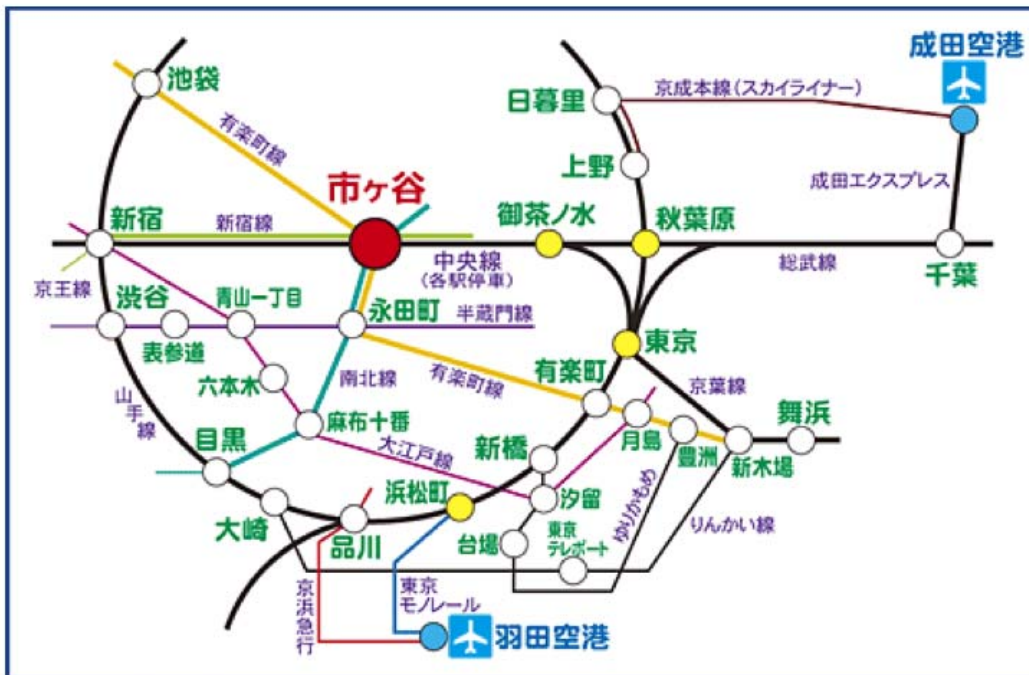 成田空港
池袋
日暮里
京成本線(スカイライナー)
有楽町線
上野
成田エクスプレス
市ヶ谷
新宿
新宿線
御茶ノ水
秋葉原
中央線
(各駅停車)
総武線
千葉
京王線
渋谷
青山一丁目
永田町
半蔵門線
表参道
東京
南北線
有楽町線
有楽町
京葉線
六本木
山手線
麻布十番
月島
豊洲
新木場
舞浜
目黒
大江戸線
新橋
浜松町
汐留
ゆりかもめ
りんかい線
大崎
品川
台場
東京
テレポート
京浜急行
東京
モノレール
羽田空港